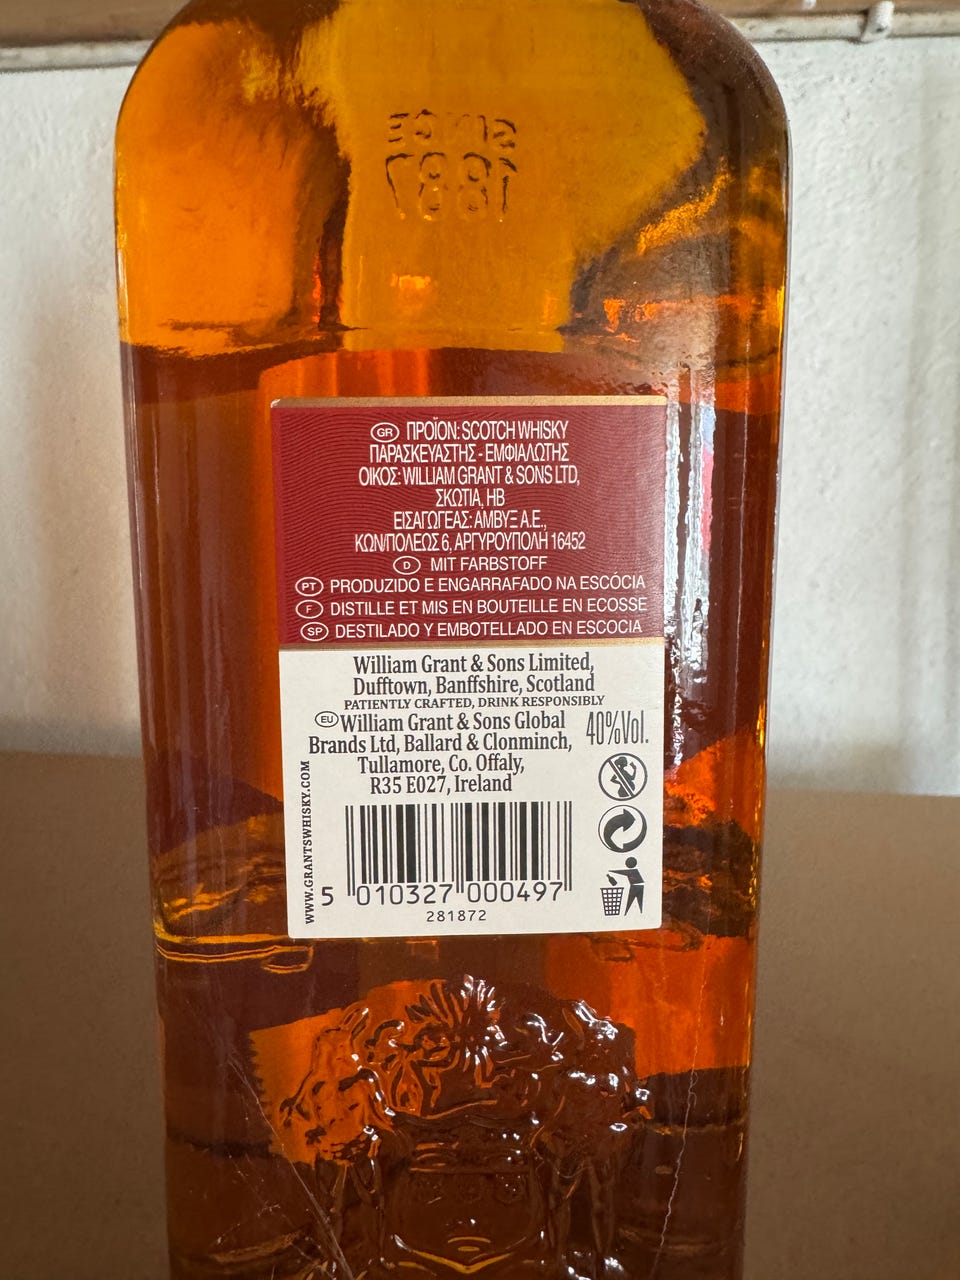 SINCE
1887
GR ΠΡΟΪΟΝ: SCOTCH WHISKY
ΠΑΡΑΣΚΕΥΑΣΤΗΣ - ΕΜΦΙΑΛΩΤΗΣ
ΟΙΚΟΣ: WILLIAM GRANT & SONS LTD,
ΣΚΩΤΙΑ, ΗΒ
ΕΙΣΑΓΩΓΕΑΣ: ΑΜΒΥΞ Α.Ε.,
ΚΩΝ/ΠΟΛΕΩΣ 6, ΑΡΓΥΡΟΥΠΟΛΗ 16452
D MIT FARBSTOFF
PT PRODUZIDO E ENGARRAFADO NA ESCÓCIA
F DISTILLE ET MIS EN BOUTEILLE EN ECOSSE
SP DESTILADO Y EMBOTELLADO EN ESCOCIA
William Grant & Sons Limited,
Dufftown, Banffshire, Scotland
PATIENTLY CRAFTED, DRINK RESPONSIBLY
EU William Grant & Sons Global
Brands Ltd, Ballard & Clonminch,
Tullamore, Co. Offaly,
R35 E027, Ireland
40%Vol.
WWW.GRANTSWHISKY.COM
5 010327 000497
281872